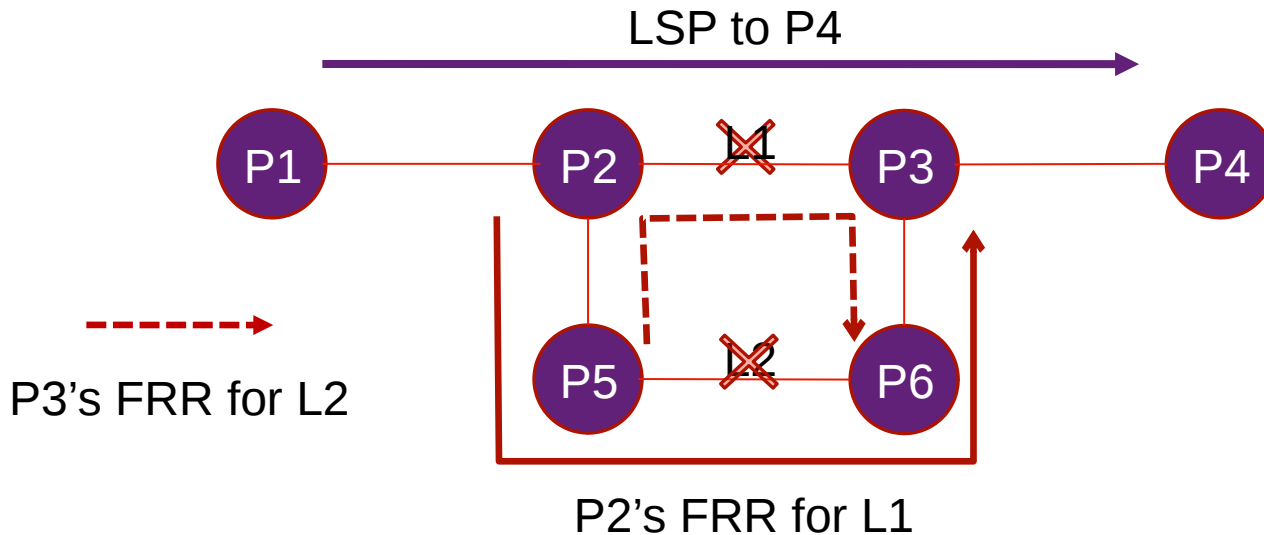 LSP to P4
P1
P2
L1
P3
P4
P5
L2
P6
P3’s FRR for L2
P2’s FRR for L1